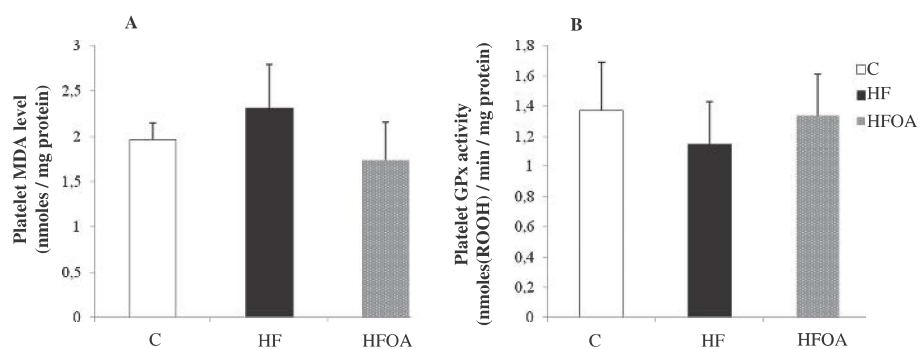 A
Platelet MDA level
(nmoles / mg protein)
3
2,5
2
1,5
1
0,5
0
C
HF
HFOA
B
Platelet GPx activity
(nmoles(ROOH) / min / mg protein)
1,8
1,6
1,4
1,2
1
0,8
0,6
0,4
0,2
0
C
HF
HFOA
C
HF
HFOA